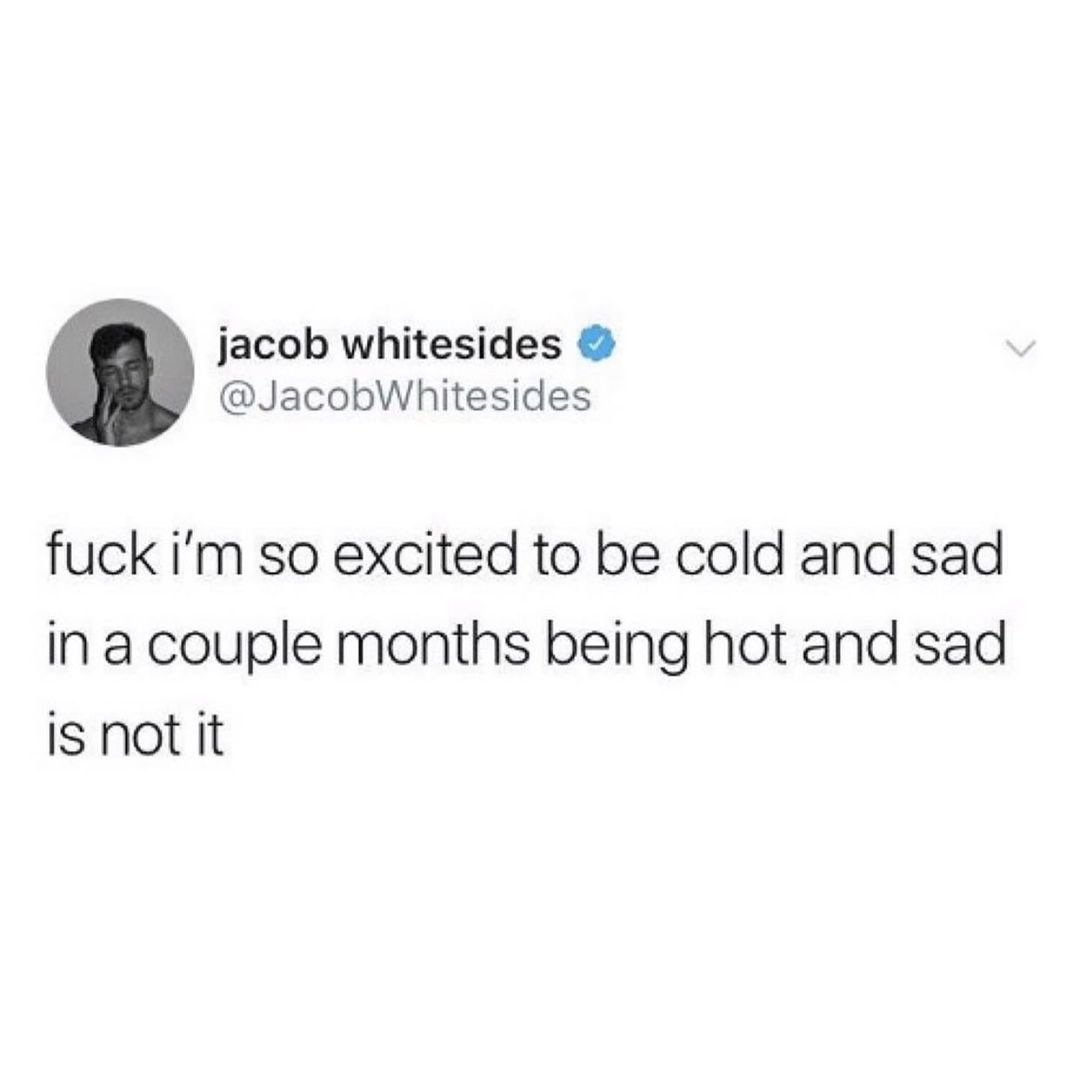 jacob whitesides
@JacobWhitesides
fuck i'm so excited to be cold and sad
in a couple months being hot and sad
is not it